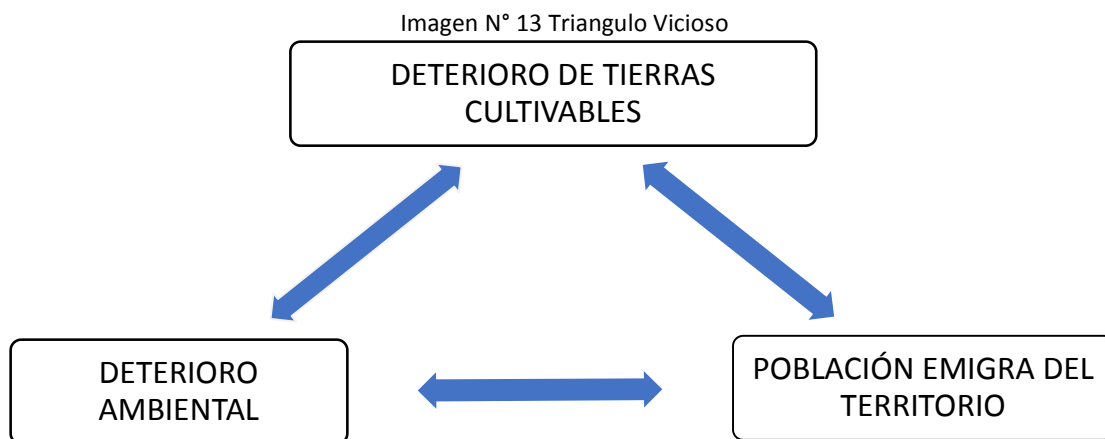 Imagen N° 13 Triangulo Vicioso
DETERIORO DE TIERRAS
CULTIVABLES
DETERIORO
AMBIENTAL
POBLACIÓN EMIGRA DEL
TERRITORIO